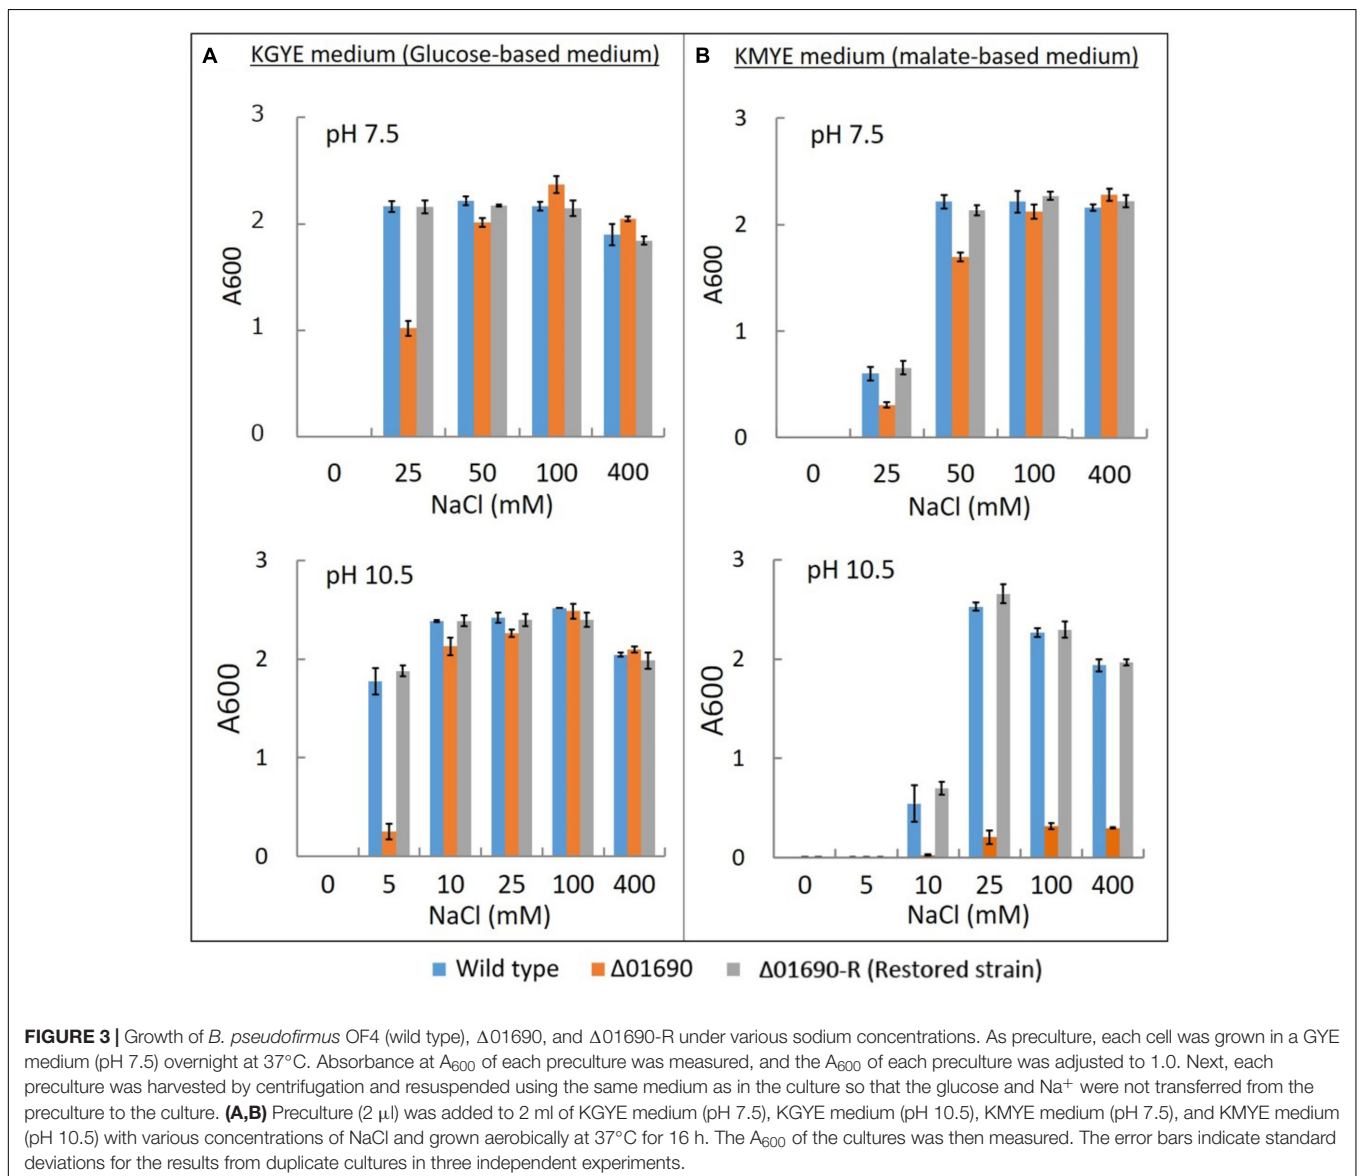 A KGYE medium (Glucose-based medium)
B KMYE medium (malate-based medium)
3
pH 7.5
2
A600
1
0
0 25 50 100 400
NaCl (mM)
3
pH 7.5
2
A600
1
0
0 25 50 100 400
NaCl (mM)
3
pH 10.5
2
A600
1
0
0 5 10 25 100 400
NaCl (mM)
3
pH 10.5
2
A600
1
0
0 5 10 25 100 400
NaCl (mM)
Wild type Δ01690 Δ01690-R (Restored strain)
FIGURE 3 | Growth of B. pseudofirmus OF4 (wild type), Δ01690, and Δ01690-R under various sodium concentrations. As preculture, each cell was grown in a GYE
medium (pH 7.5) overnight at 37°C. Absorbance at A600 of each preculture was measured, and the A600 of each preculture was adjusted to 1.0. Next, each
preculture was harvested by centrifugation and resuspended using the same medium as in the culture so that the glucose and Na+ were not transferred from the
preculture to the culture. (A,B) Preculture (2 μl) was added to 2 ml of KGYE medium (pH 7.5), KGYE medium (pH 10.5), KMYE medium (pH 7.5), and KMYE medium
(pH 10.5) with various concentrations of NaCl and grown aerobically at 37°C for 16 h. The A600 of the cultures was then measured. The error bars indicate standard
deviations for the results from duplicate cultures in three independent experiments.